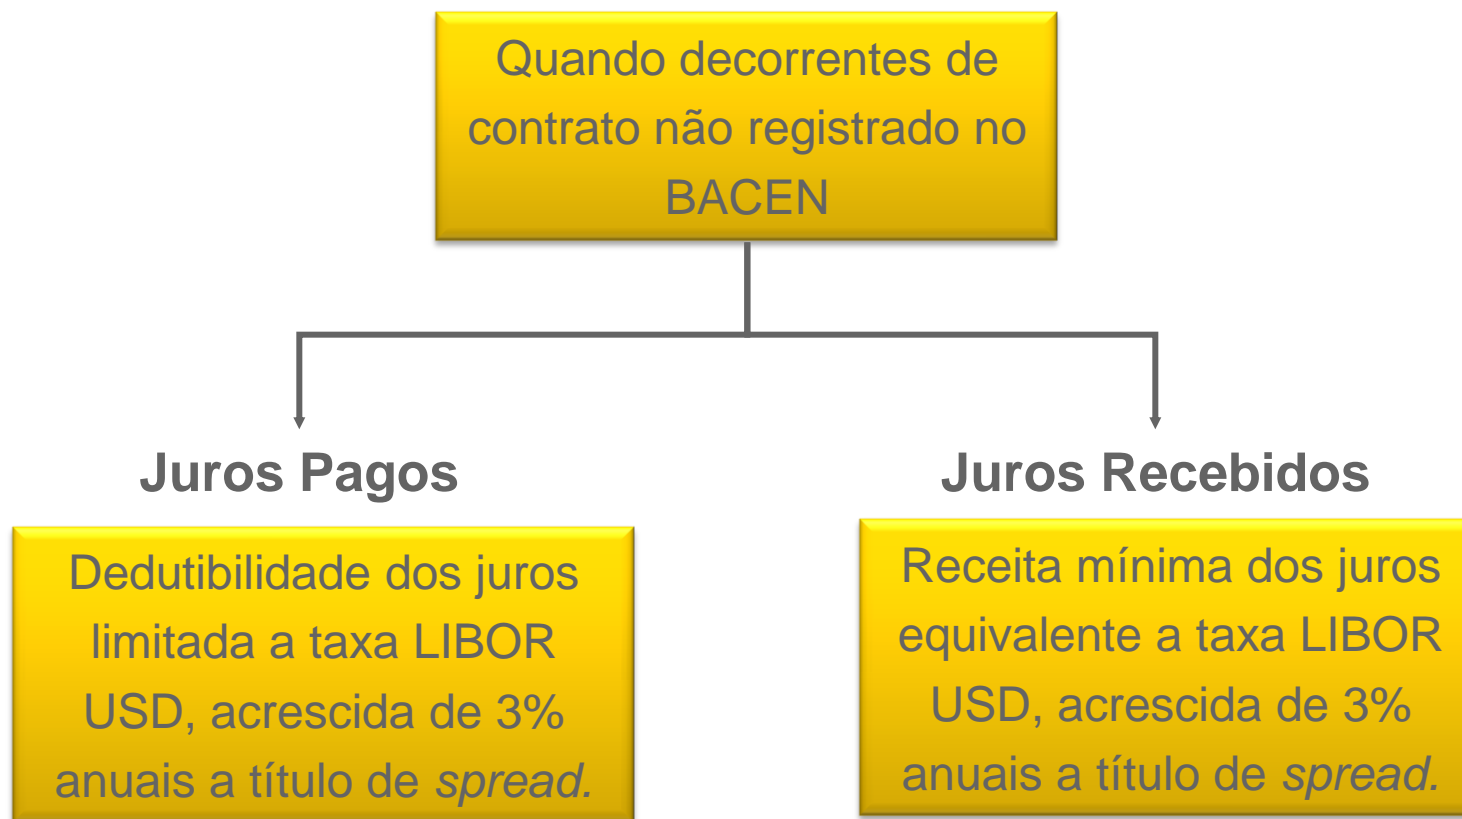 Quando decorrentes de
contrato não registrado no
BACEN
Juros Pagos
Dedutibilidade dos juros
limitada a taxa LIBOR
USD, acrescida de 3%
anuais a título de spread.
Juros Recebidos
Receita mínima dos juros
equivalente a taxa LIBOR
USD, acrescida de 3%
anuais a título de spread.